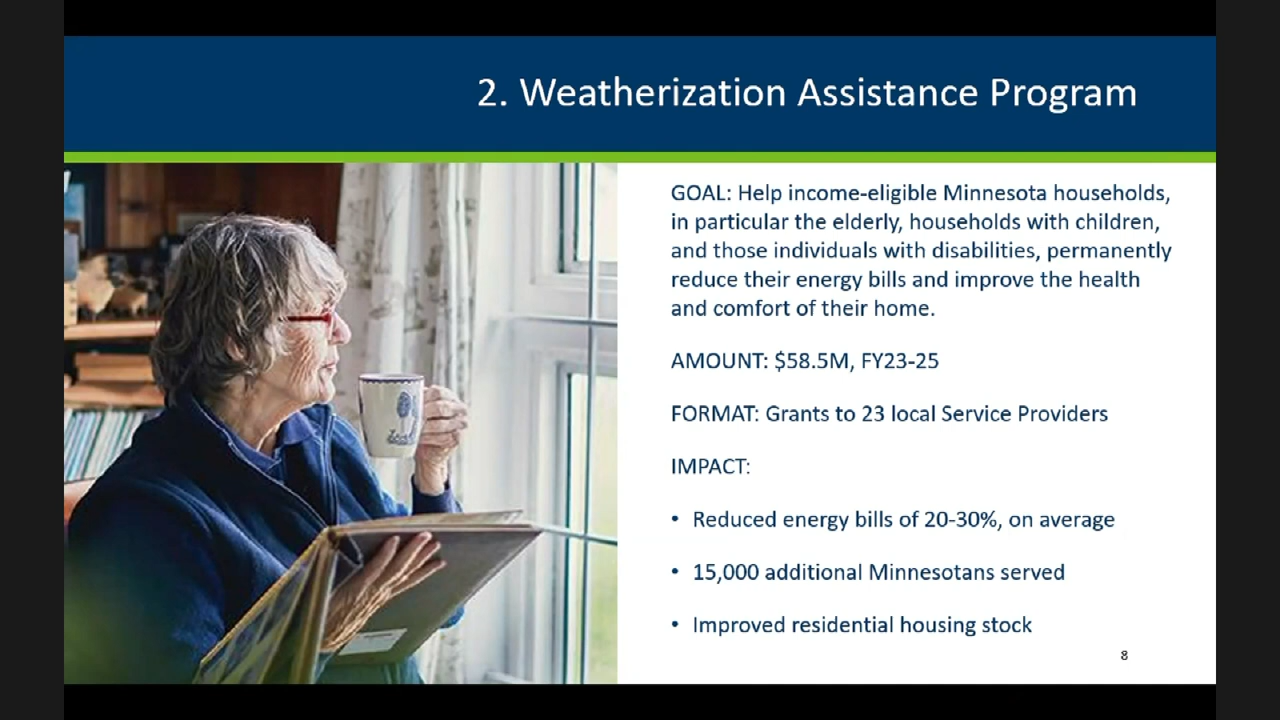 2. Weatherization Assistance Program
GOAL: Help income-eligible Minnesota households,
in particular the elderly, households with children,
and those individuals with disabilities, permanently
reduce their energy bills and improve the health
and comfort of their home.
AMOUNT: $58.5M, FY23-25
FORMAT: Grants to 23 local Service Providers
IMPACT:
• Reduced energy bills of 20-30%, on average
• 15,000 additional Minnesotans served
• Improved residential housing stock
8